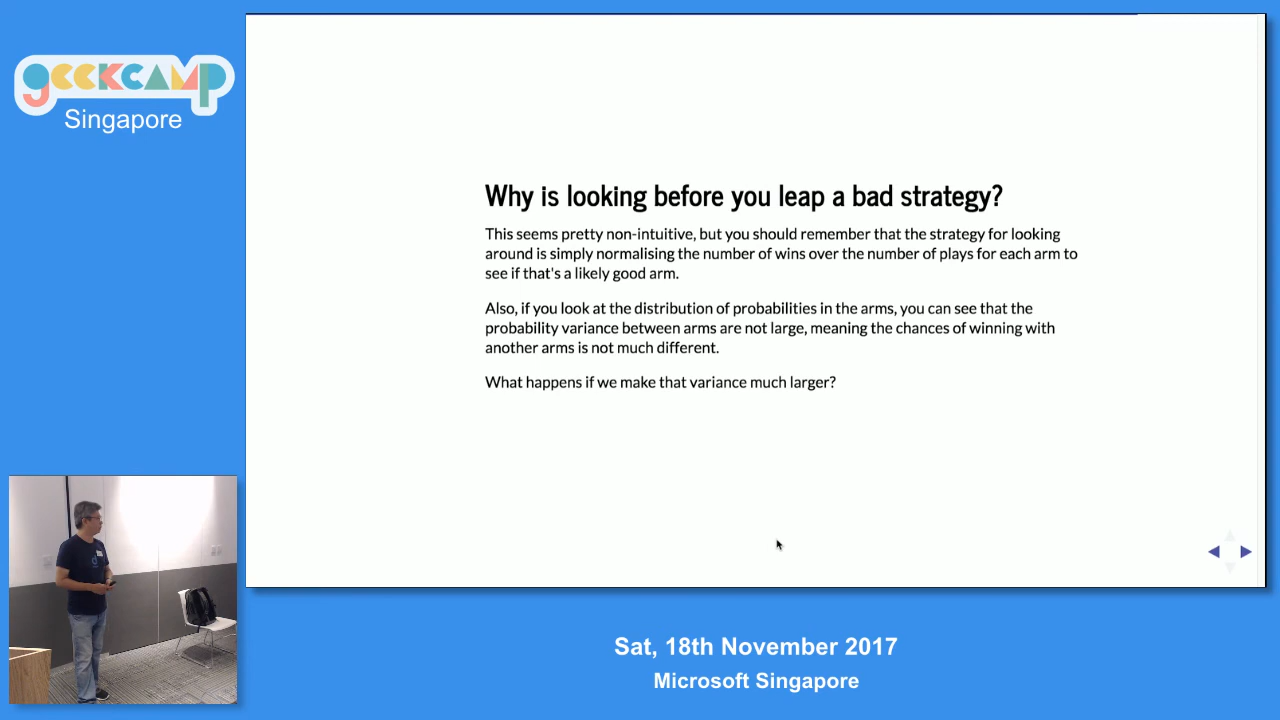 geekcamp
Singapore
Why is looking before you leap a bad strategy?
This seems pretty non-intuitive, but you should remember that the strategy for looking
around is simply normalising the number of wins over the number of plays for each arm to
see if that's a likely good arm.
Also, if you look at the distribution of probabilities in the arms, you can see that the
probability variance between arms are not large, meaning the chances of winning with
another arms is not much different.
What happens if we make that variance much larger?
Sat, 18th November 2017
Microsoft Singapore